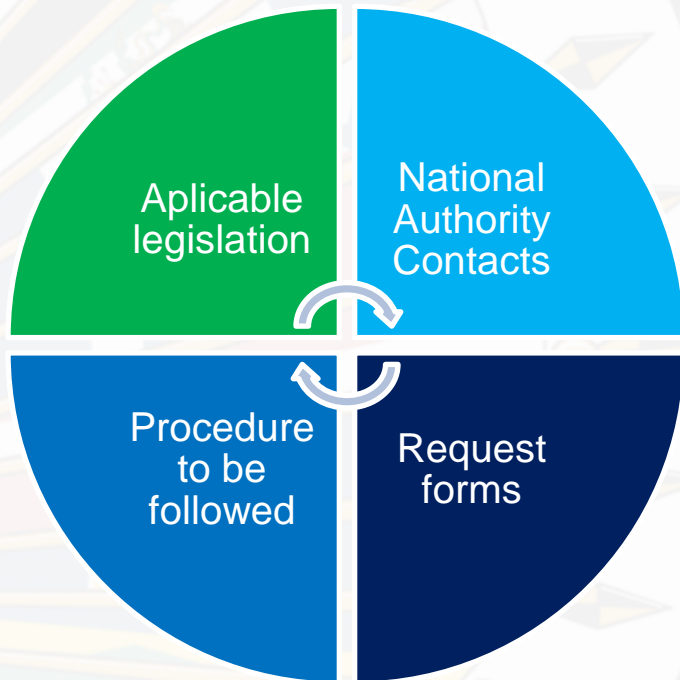 Aplicable
legislation
National
Authority
Contacts
Procedure
to be
followed
Request
forms